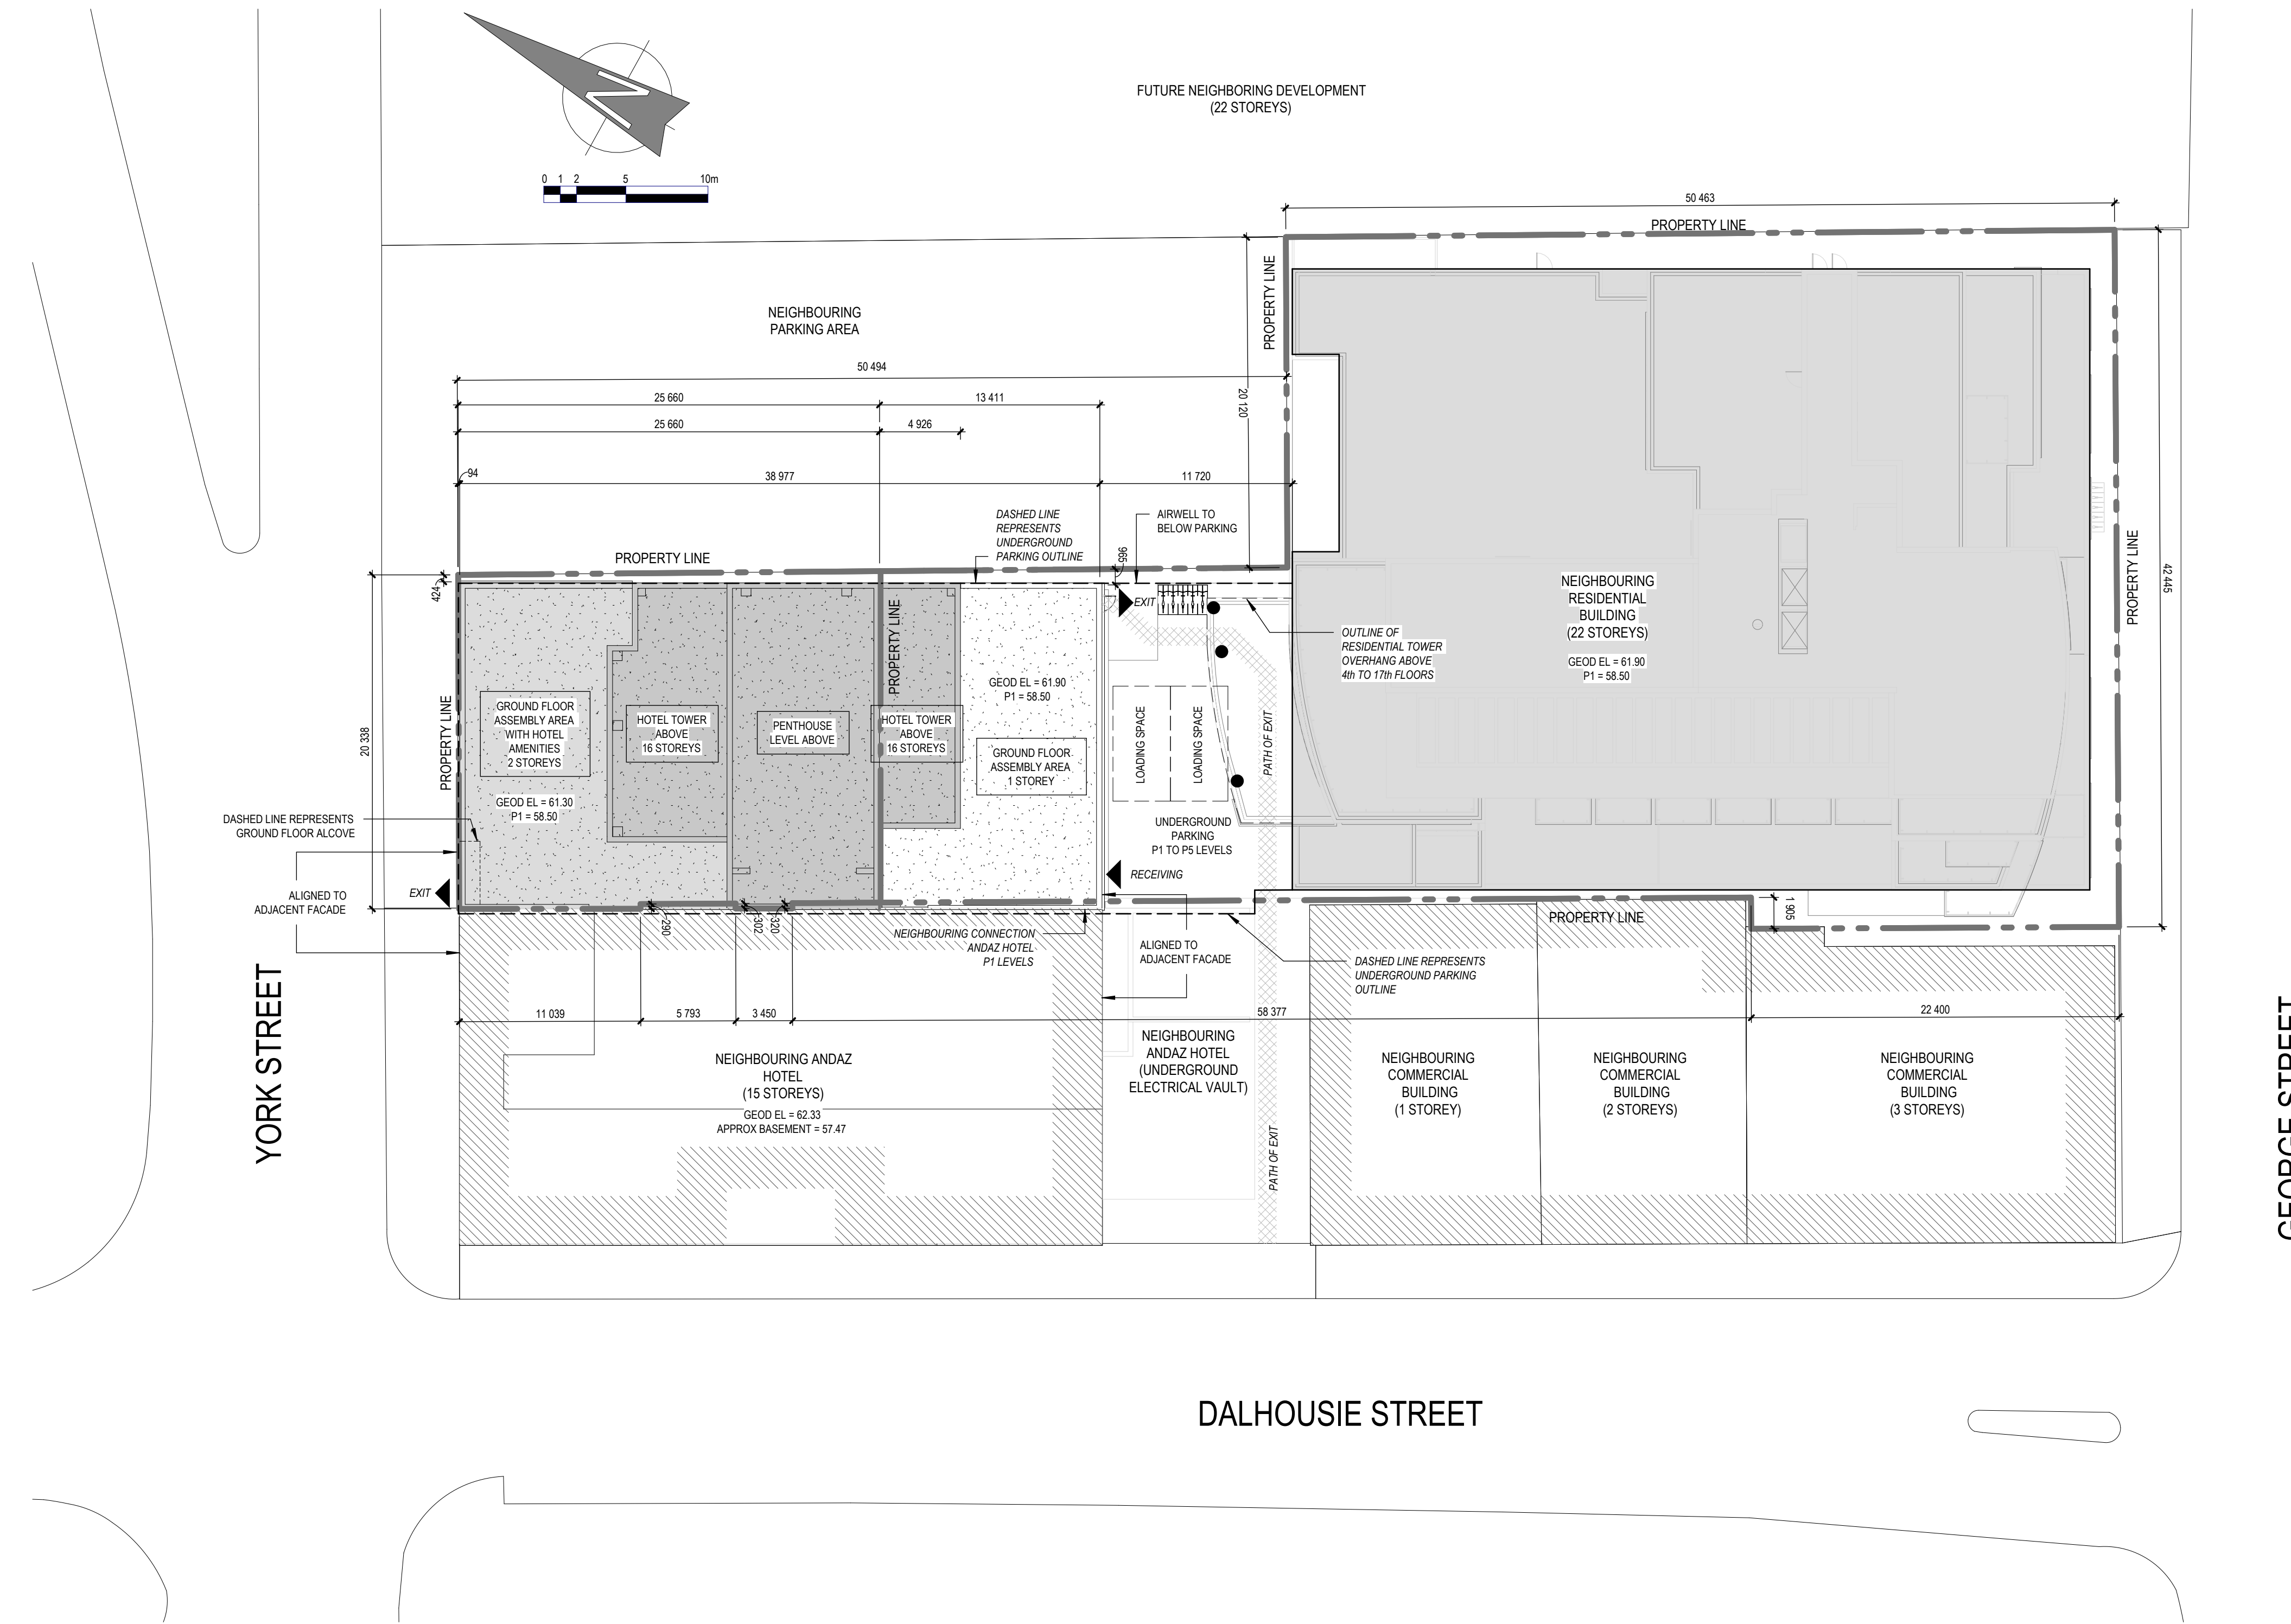 FUTURE NEIGHBORING DEVELOPMENT
(22 STOREYS)
N
0 1 2 5 10m
50 463
PROPERTY LINE
PROPERTY LINE
NEIGHBOURING
PARKING AREA
50 494
20 120
25 660
13 411
25 660
4 926
94
38 977
11 720
DASHED LINE
REPRESENTS
UNDERGROUND
PARKING OUTLINE
AIRWELL TO
BELOW PARKING
966
PROPERTY LINE
424
EXIT
PROPERTY LINE
NEIGHBOURING
RESIDENTIAL
BUILDING
(22 STOREYS)
GEOD EL = 61.90
P1 = 58.50
PROPERTY LINE
42 445
OUTLINE OF
RESIDENTIAL TOWER
OVERHANG ABOVE
4th TO 17th FLOORS
GEOD EL = 61.90
P1 = 58.50
GROUND FLOOR
ASSEMBLY AREA
WITH HOTEL
AMENITIES
2 STOREYS
HOTEL TOWER
ABOVE
16 STOREYS
PENTHOUSE
LEVEL ABOVE
HOTEL TOWER
ABOVE
16 STOREYS
GROUND FLOOR
ASSEMBLY AREA
1 STOREY
LOADING SPACE
LOADING SPACE
PATH OF EXIT
20 338
PROPERTY LINE
GEOD EL = 61.30
P1 = 58.50
DASHED LINE REPRESENTS
GROUND FLOOR ALCOVE
UNDERGROUND
PARKING
P1 TO P5 LEVELS
RECEIVING
EXIT
ALIGNED TO
ADJACENT FACADE
290
302
320
NEIGHBOURING CONNECTION
ANDAZ HOTEL
P1 LEVELS
ALIGNED TO
ADJACENT FACADE
PROPERTY LINE
1 905
DASHED LINE REPRESENTS
UNDERGROUND PARKING
OUTLINE
11 039
5 793
3 450
58 377
22 400
YORK STREET
NEIGHBOURING ANDAZ
HOTEL
(15 STOREYS)
GEOD EL = 62.33
APPROX BASEMENT = 57.47
NEIGHBOURING
ANDAZ HOTEL
(UNDERGROUND
ELECTRICAL VAULT)
PATH OF EXIT
NEIGHBOURING
COMMERCIAL
BUILDING
(1 STOREY)
NEIGHBOURING
COMMERCIAL
BUILDING
(2 STOREYS)
NEIGHBOURING
COMMERCIAL
BUILDING
(3 STOREYS)
GEORGE STREET
DALHOUSIE STREET